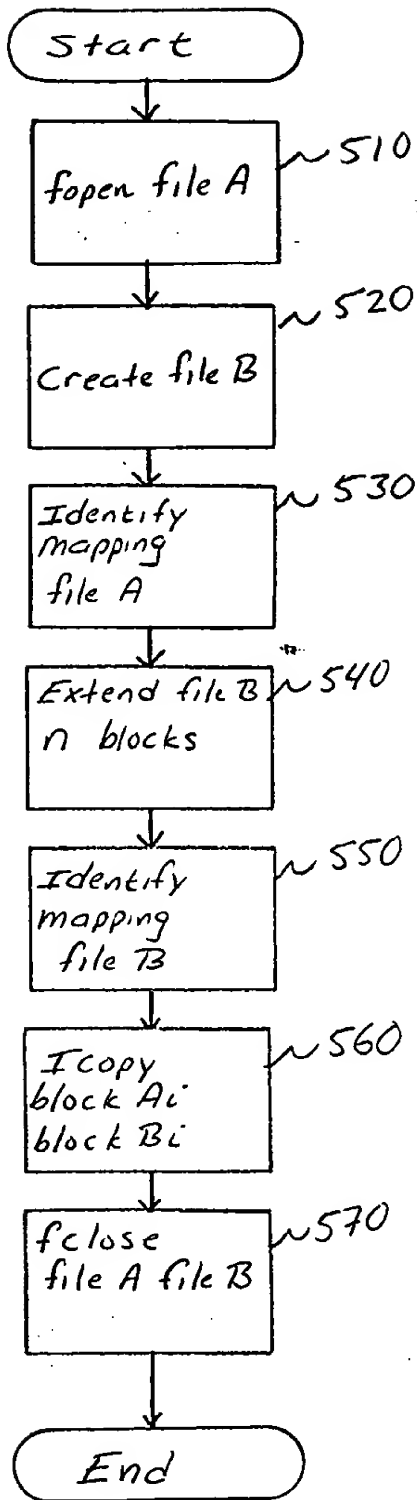 Start
510
fopen file A
520
Create file B
530
Identify
mapping
file A
540
Extend file B
n blocks
550
Identify
mapping
file B
560
Icopy
block Ai
block Bi
570
fclose
file A file B
End